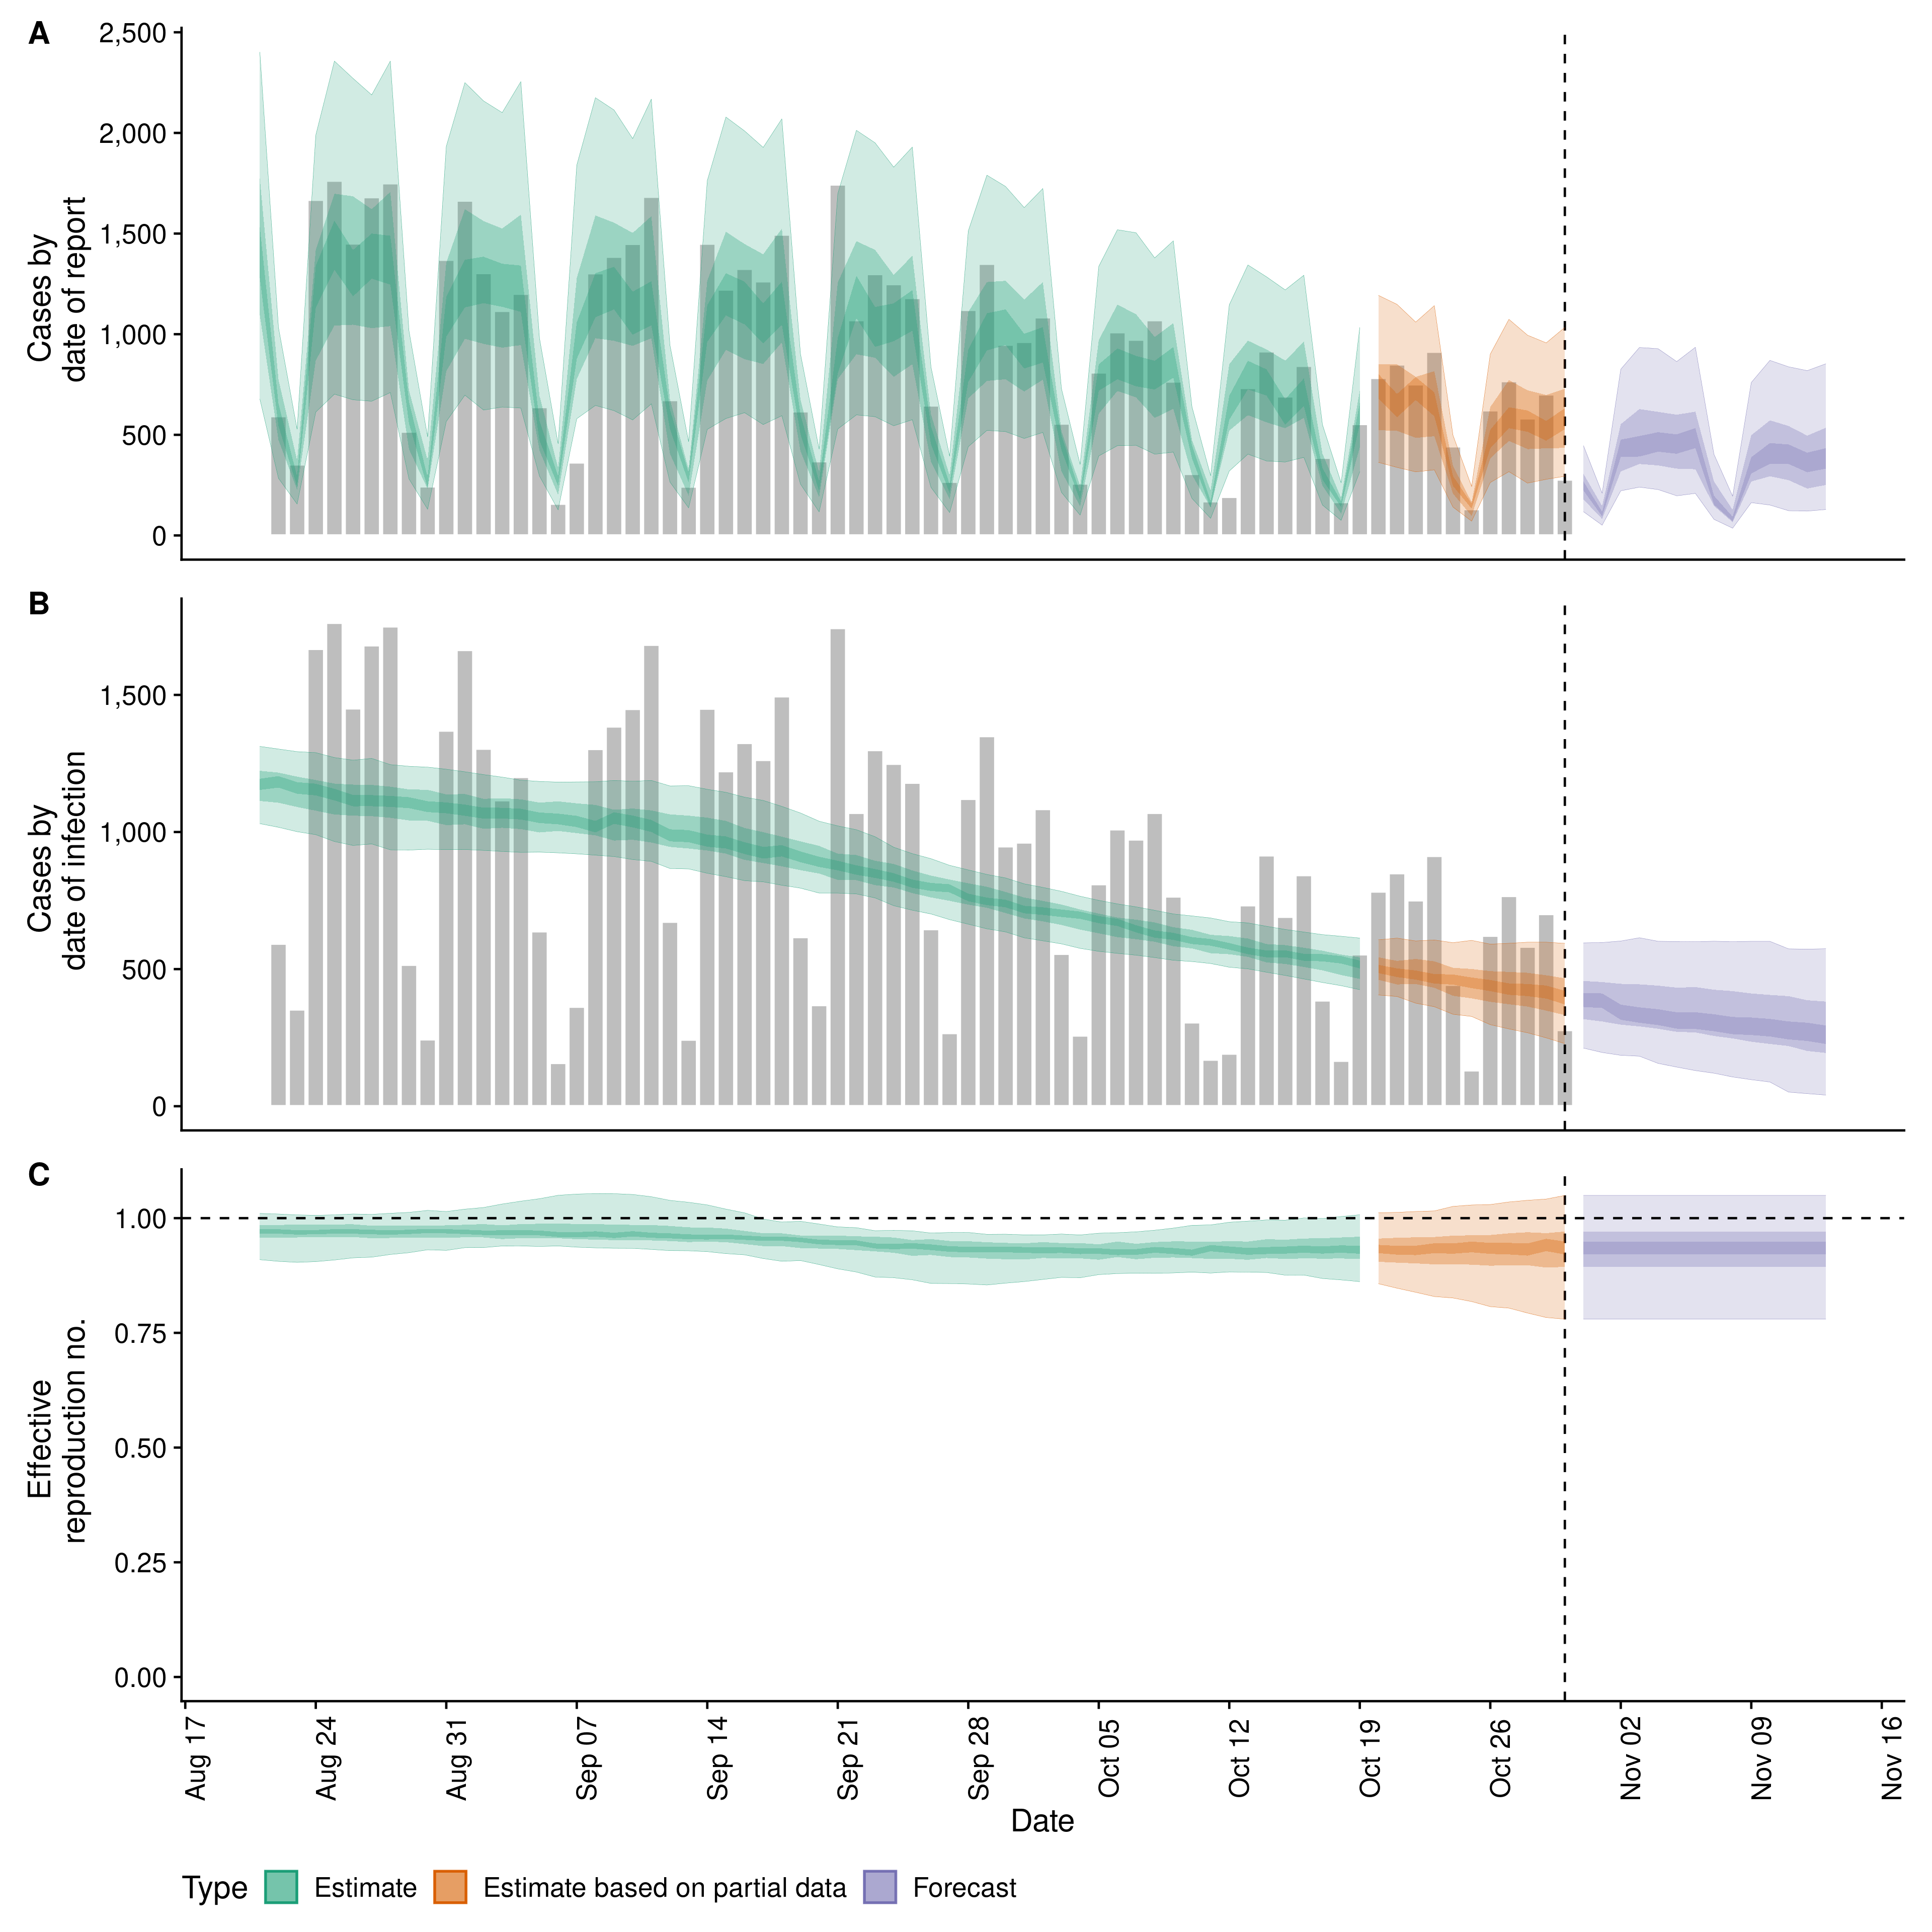 A
2,500
2,000
1,500
1,000
500
0
Cases by
date of report
B
1,500
1,000
500
0
Cases by
date of infection
C
1.00
0.75
0.50
0.25
0.00
Effective
reproduction no.
Aug 17
Aug 24
Aug 31
Sep 07
Sep 14
Sep 21
Sep 28
Oct 05
Oct 12
Oct 19
Oct 26
Nov 02
Nov 09
Nov 16
Date
Type Estimate Estimate based on partial data Forecast